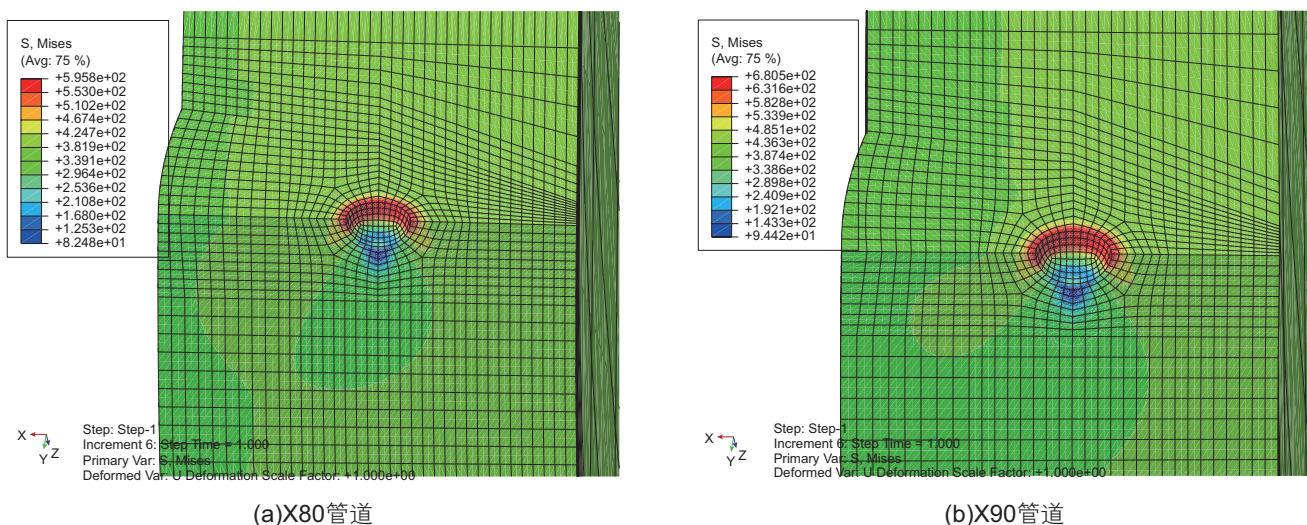 S, Mises
(Avg: 75 %)
+5.958e+02
+5.530e+02
+5.102e+02
+4.674e+02
+4.247e+02
+3.819e+02
+3.391e+02
+2.964e+02
+2.536e+02
+2.108e+02
+1.680e+02
+1.253e+02
+8.248e+01
X
Y
Z
Step: Step-1
Increment 6: Step Time = 1.000
Primary Var: S, Mises
Deformed Var: U Deformation Scale Factor: +1.000e+00
(a)X80管道
S, Mises
(Avg: 75 %)
+6.805e+02
+6.316e+02
+5.828e+02
+5.339e+02
+4.851e+02
+4.363e+02
+3.874e+02
+3.386e+02
+2.898e+02
+2.409e+02
+1.921e+02
+1.433e+02
+9.442e+01
X
Y
Z
Step: Step-1
Increment 6: Step Time = 1.000
Primary Var: S, Mises
Deformed Var: U Deformation Scale Factor: +1.000e+00
(b)X90管道